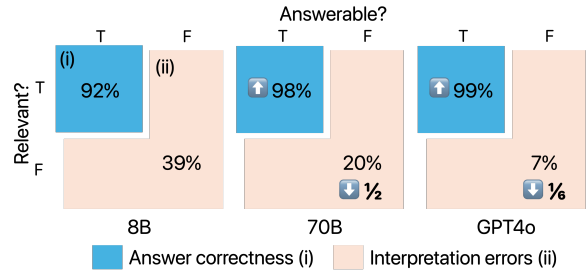 Answerable?
T F T F T F
Relevant?
T
F
(i) (ii)
92%
39%
⬆ 98%
20%
⬇ ½
⬆ 99%
7%
⬇ ⅙
8B 70B GPT4o
Answer correctness (i) Interpretation errors (ii)